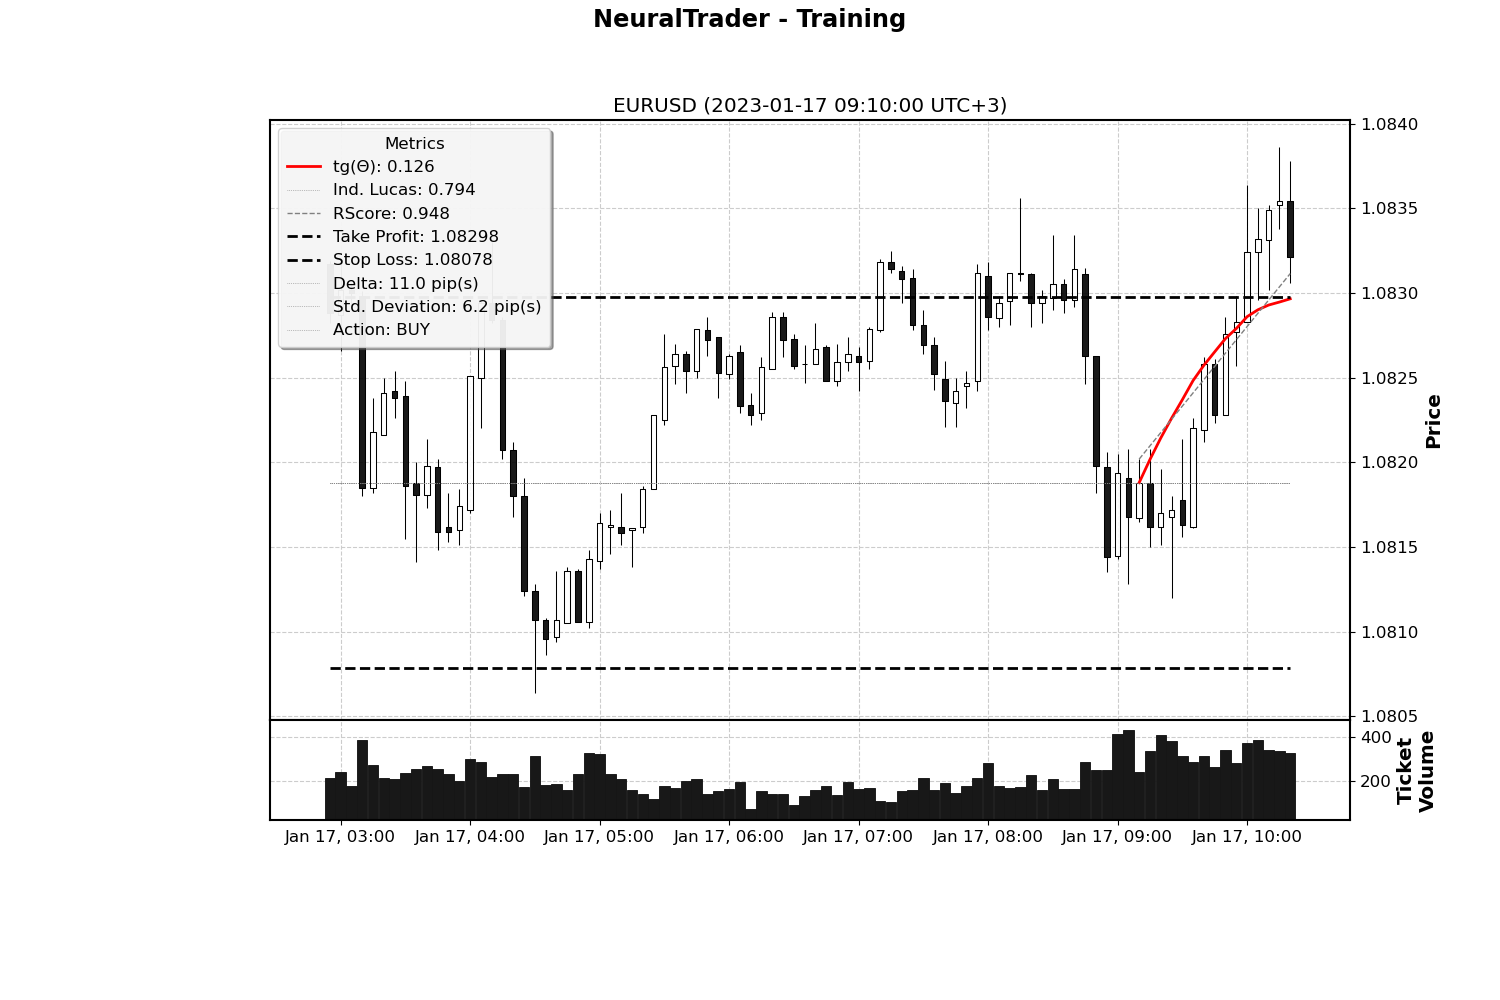 NeuralTrader - Training
EURUSD (2023-01-17 09:10:00 UTC+3)
Metrics
tg(Θ): 0.126
Ind. Lucas: 0.794
RScore: 0.948
Take Profit: 1.08298
Stop Loss: 1.08078
Delta: 11.0 pip(s)
Std. Deviation: 6.2 pip(s)
Action: BUY
1.0840
1.0835
1.0830
1.0825
1.0820
1.0815
1.0810
1.0805
Price
400
200
Ticket
Volume
Jan 17, 03:00
Jan 17, 04:00
Jan 17, 05:00
Jan 17, 06:00
Jan 17, 07:00
Jan 17, 08:00
Jan 17, 09:00
Jan 17, 10:00